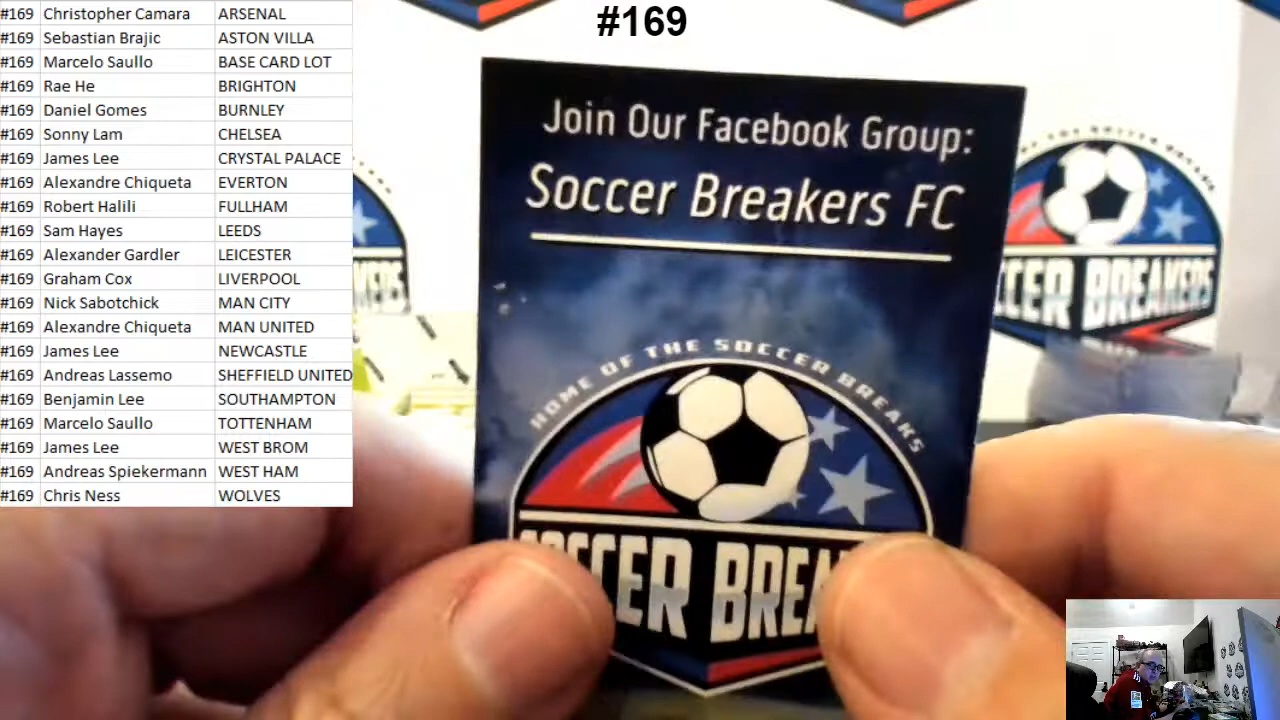 #169 Christopher Camara ARSENAL
#169 Sebastian Brajic ASTON VILLA
#169 Marcelo Saullo BASE CARD LOT
#169 Rae He BRIGHTON
#169 Daniel Gomes BURNLEY
#169 Sonny Lam CHELSEA
#169 James Lee CRYSTAL PALACE
#169 Alexandre Chiqueta EVERTON
#169 Robert Halili FULLHAM
#169 Sam Hayes LEEDS
#169 Alexander Gardler LEICESTER
#169 Graham Cox LIVERPOOL
#169 Nick Sabotchick MAN CITY
#169 Alexandre Chiqueta MAN UNITED
#169 James Lee NEWCASTLE
#169 Andreas Lassemo SHEFFIELD UNITED
#169 Benjamin Lee SOUTHAMPTON
#169 Marcelo Saullo TOTTENHAM
#169 James Lee WEST BROM
#169 Andreas Spiekermann WEST HAM
#169 Chris Ness WOLVES
#169
Join Our Facebook Group:
Soccer Breakers FC
HOME OF THE SOCCER BREAKS
SOCCER BREA
CCER BREAKERS